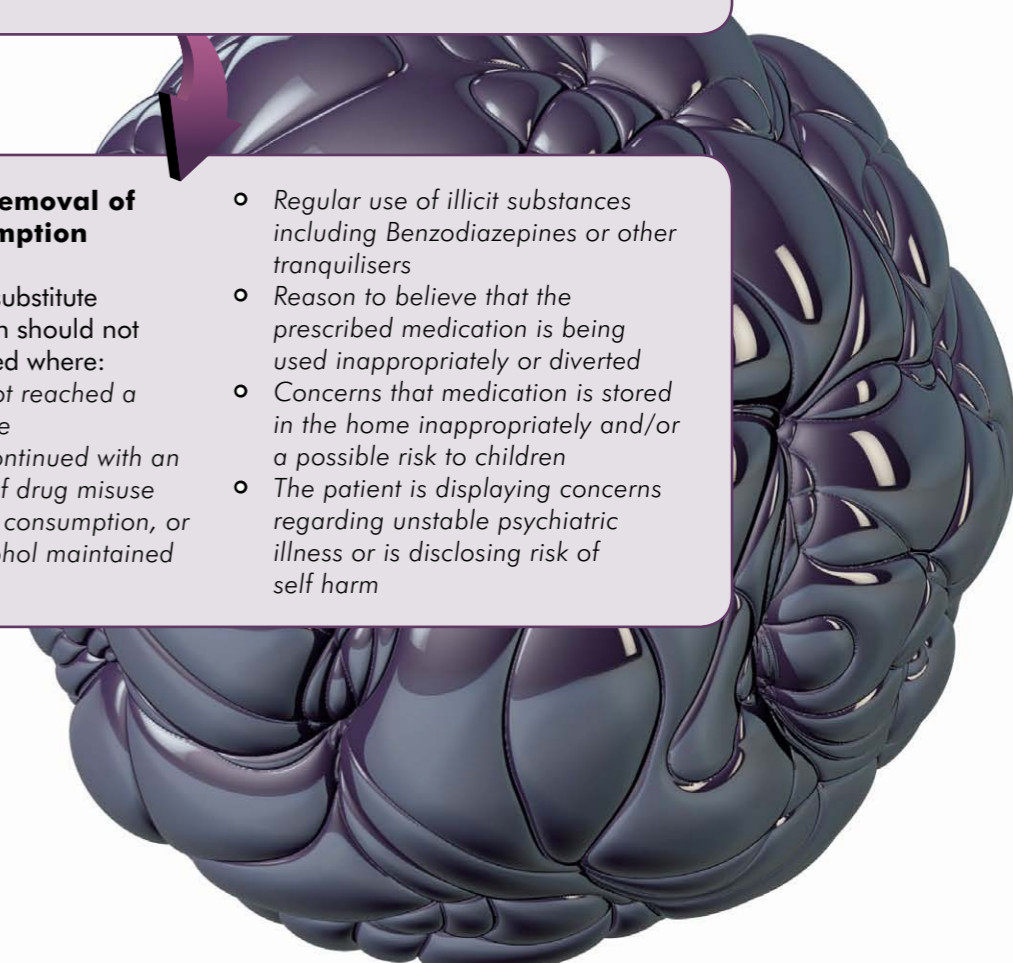 emoval of
mption
ubstitute
n should not
ed where:
ot reached a
e
ontinued with an
f drug misuse
consumption, or
hol maintained
Regular use of illicit substances
including Benzodiazepines or other
tranquilisers
Reason to believe that the
prescribed medication is being
used inappropriately or diverted
Concerns that medication is stored
in the home inappropriately and/or
a possible risk to children
The patient is displaying concerns
regarding unstable psychiatric
illness or is disclosing risk of
self harm